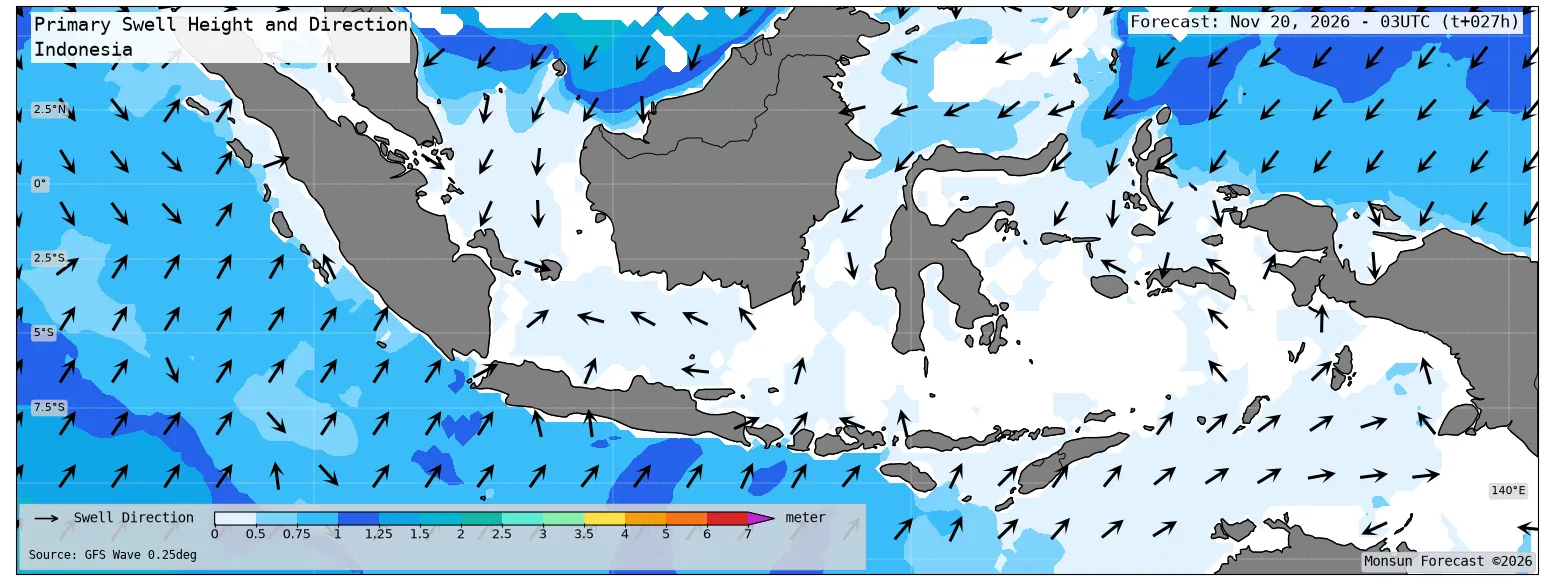 Primary Swell Height and Direction
Indonesia
Forecast: Nov 20, 2026 - 03UTC (t+027h)
2.5°N
0°
2.5°S
5°S
7.5°S
140°E
Swell Direction
meter
0 0.5 0.75 1 1.25 1.5 2 2.5 3 3.5 4 5 6 7
Source: GFS Wave 0.25deg
Monsun Forecast ©2026